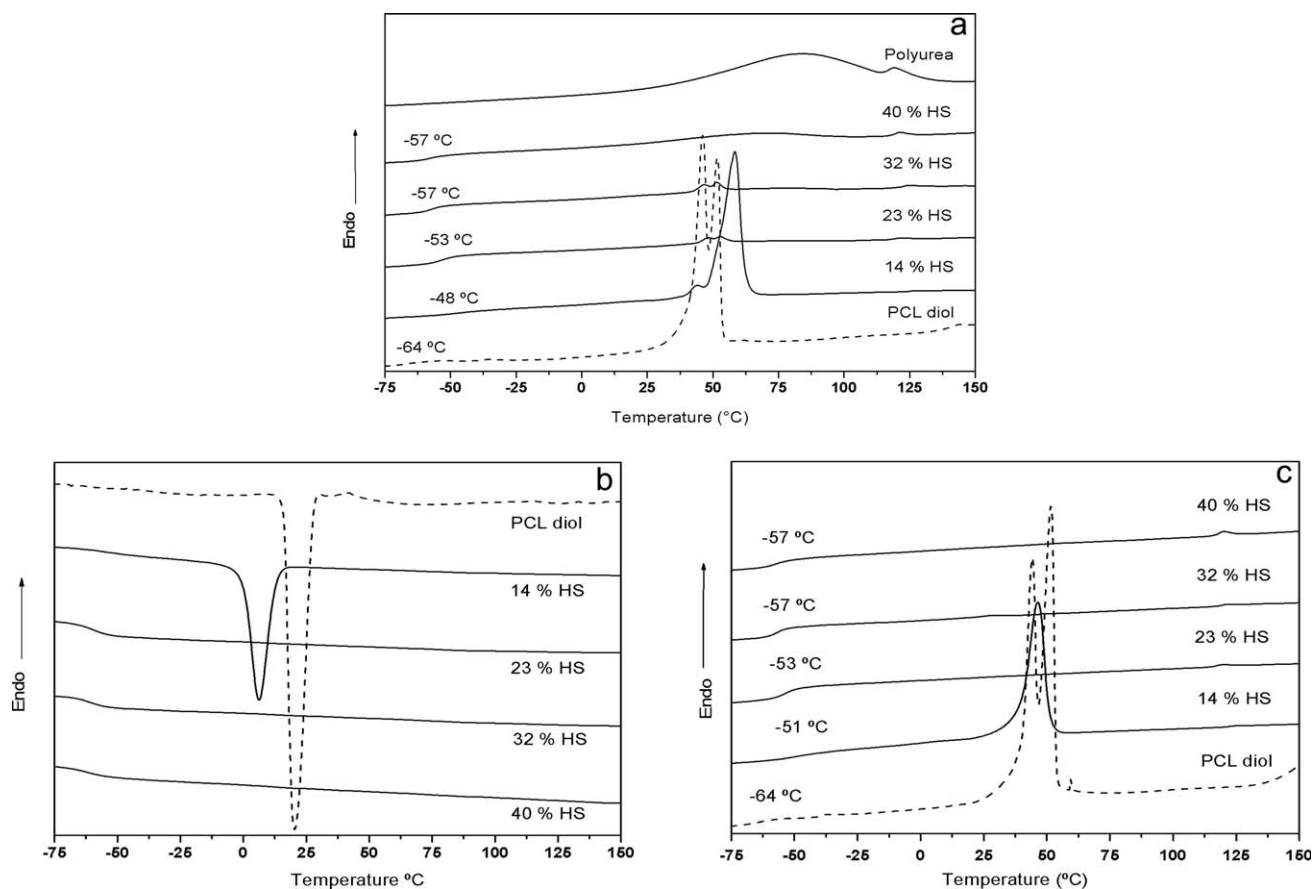 a
Polyurea
40 % HS
-57 ºC
32 % HS
-57 ºC
23 % HS
-53 ºC
14 % HS
-48 ºC
PCL diol
-64 ºC
Endo
-75 -50 -25 0 25 50 75 100 125 150
Temperature (°C)
b
PCL diol
14 % HS
23 % HS
32 % HS
40 % HS
Endo
-75 -50 -25 0 25 50 75 100 125 150
Temperature ºC
c
40 % HS
-57 ºC
32 % HS
-57 ºC
23 % HS
-53 ºC
14 % HS
-51 ºC
PCL diol
-64 ºC
Endo
-75 -50 -25 0 25 50 75 100 125 150
Temperature (ºC)